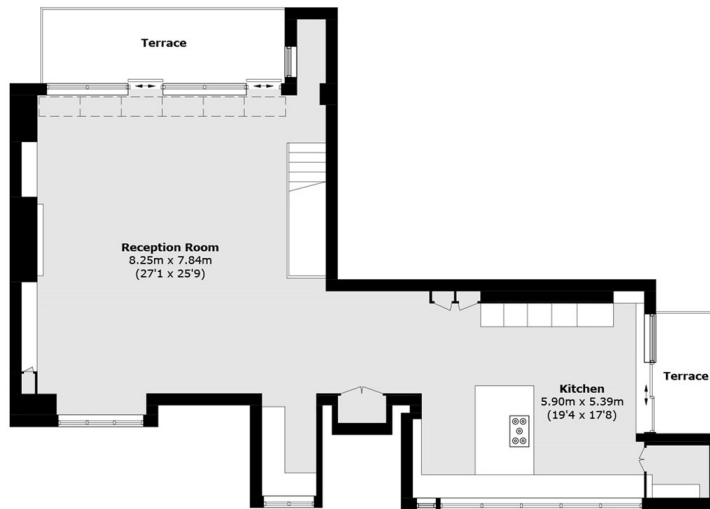 Terrace
Reception Room
8.25m x 7.84m
(27'1 x 25'9)
Kitchen
5.90m x 5.39m
(19'4 x 17'8)
Terrace